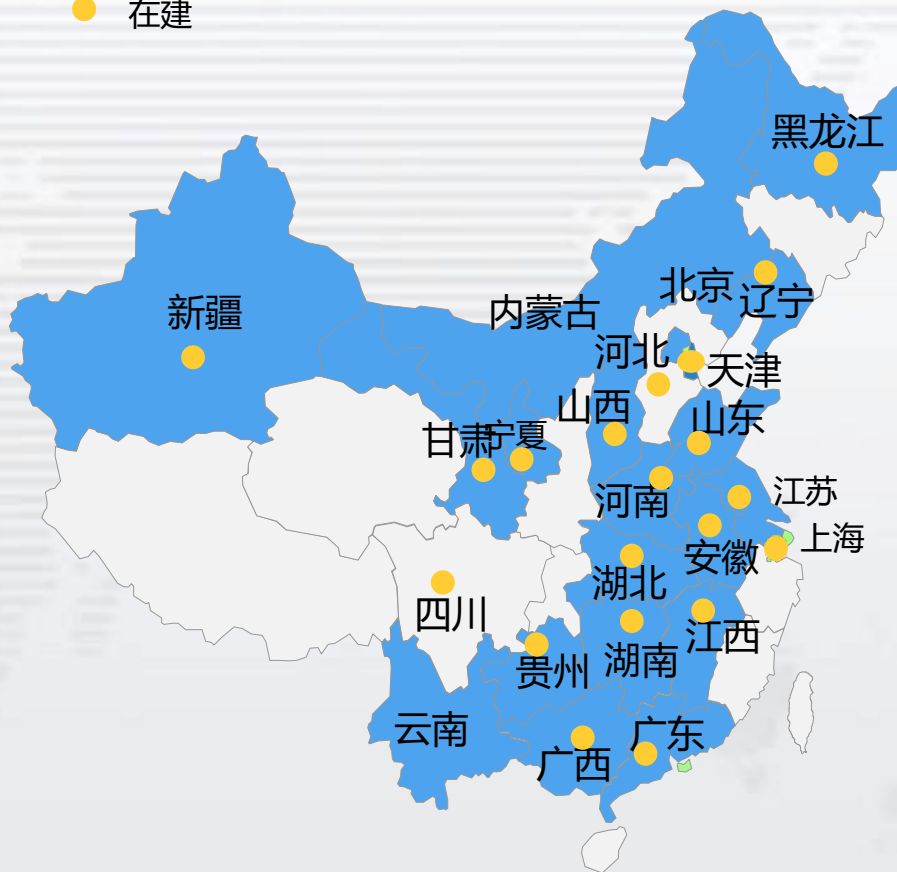 在建
黑龙江
北京
辽宁
新疆
内蒙古
河北
天津
山西
山东
甘肃
宁夏
河南
江苏
上海
安徽
湖北
四川
江西
湖南
贵州
云南
广东
广西